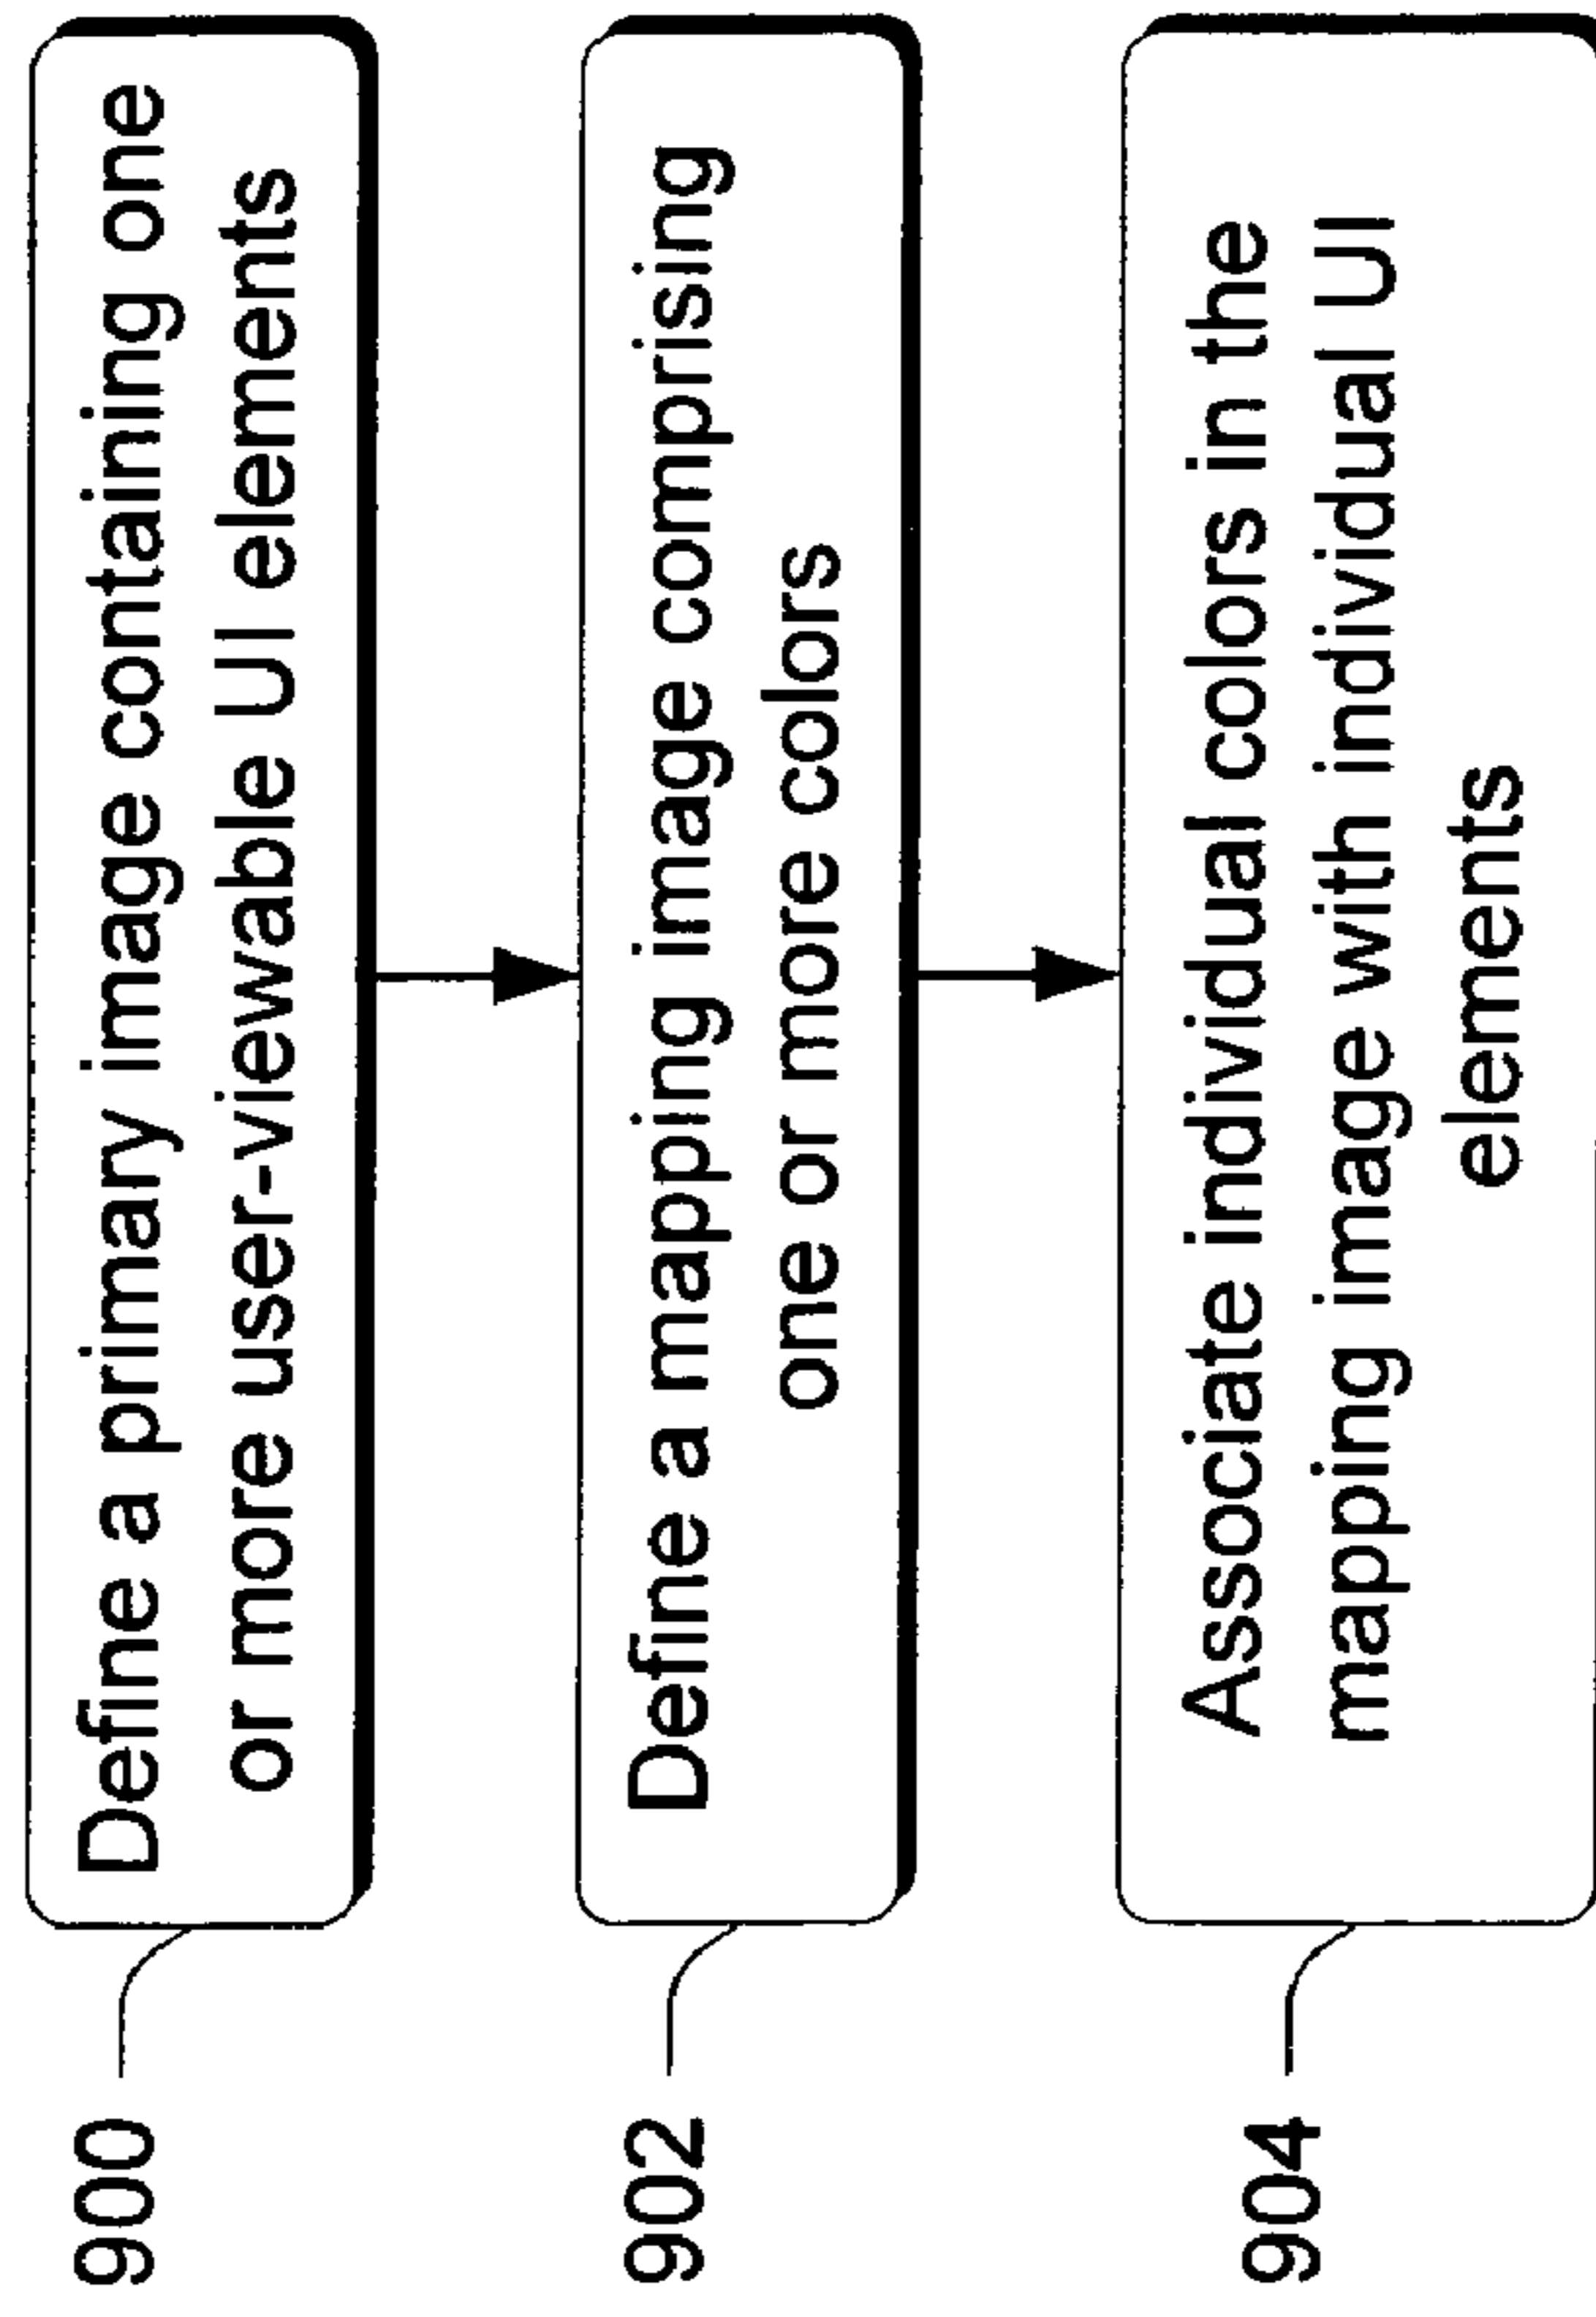 900
Define a primary image containing one
or more user-viewable UI elements
902
Define a mapping image comprising
one or more colors
904
Associate individual colors in the
mapping image with individual UI
elements